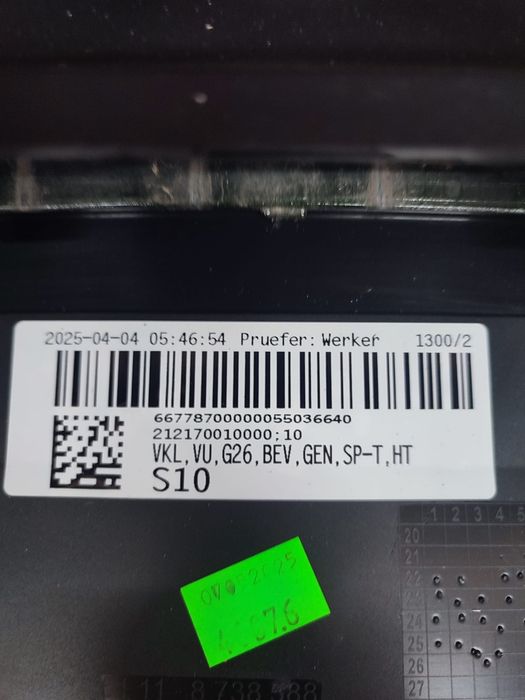 2025-04-04 05:46:54 Pruefer: Werker 1300/2
66778700000055036640
212170010000;10
VKL,VU,G26,BEV,GEN,SP-T,HT
S10
1 2 3 4 5
20
21
22
23
24
25
26
27